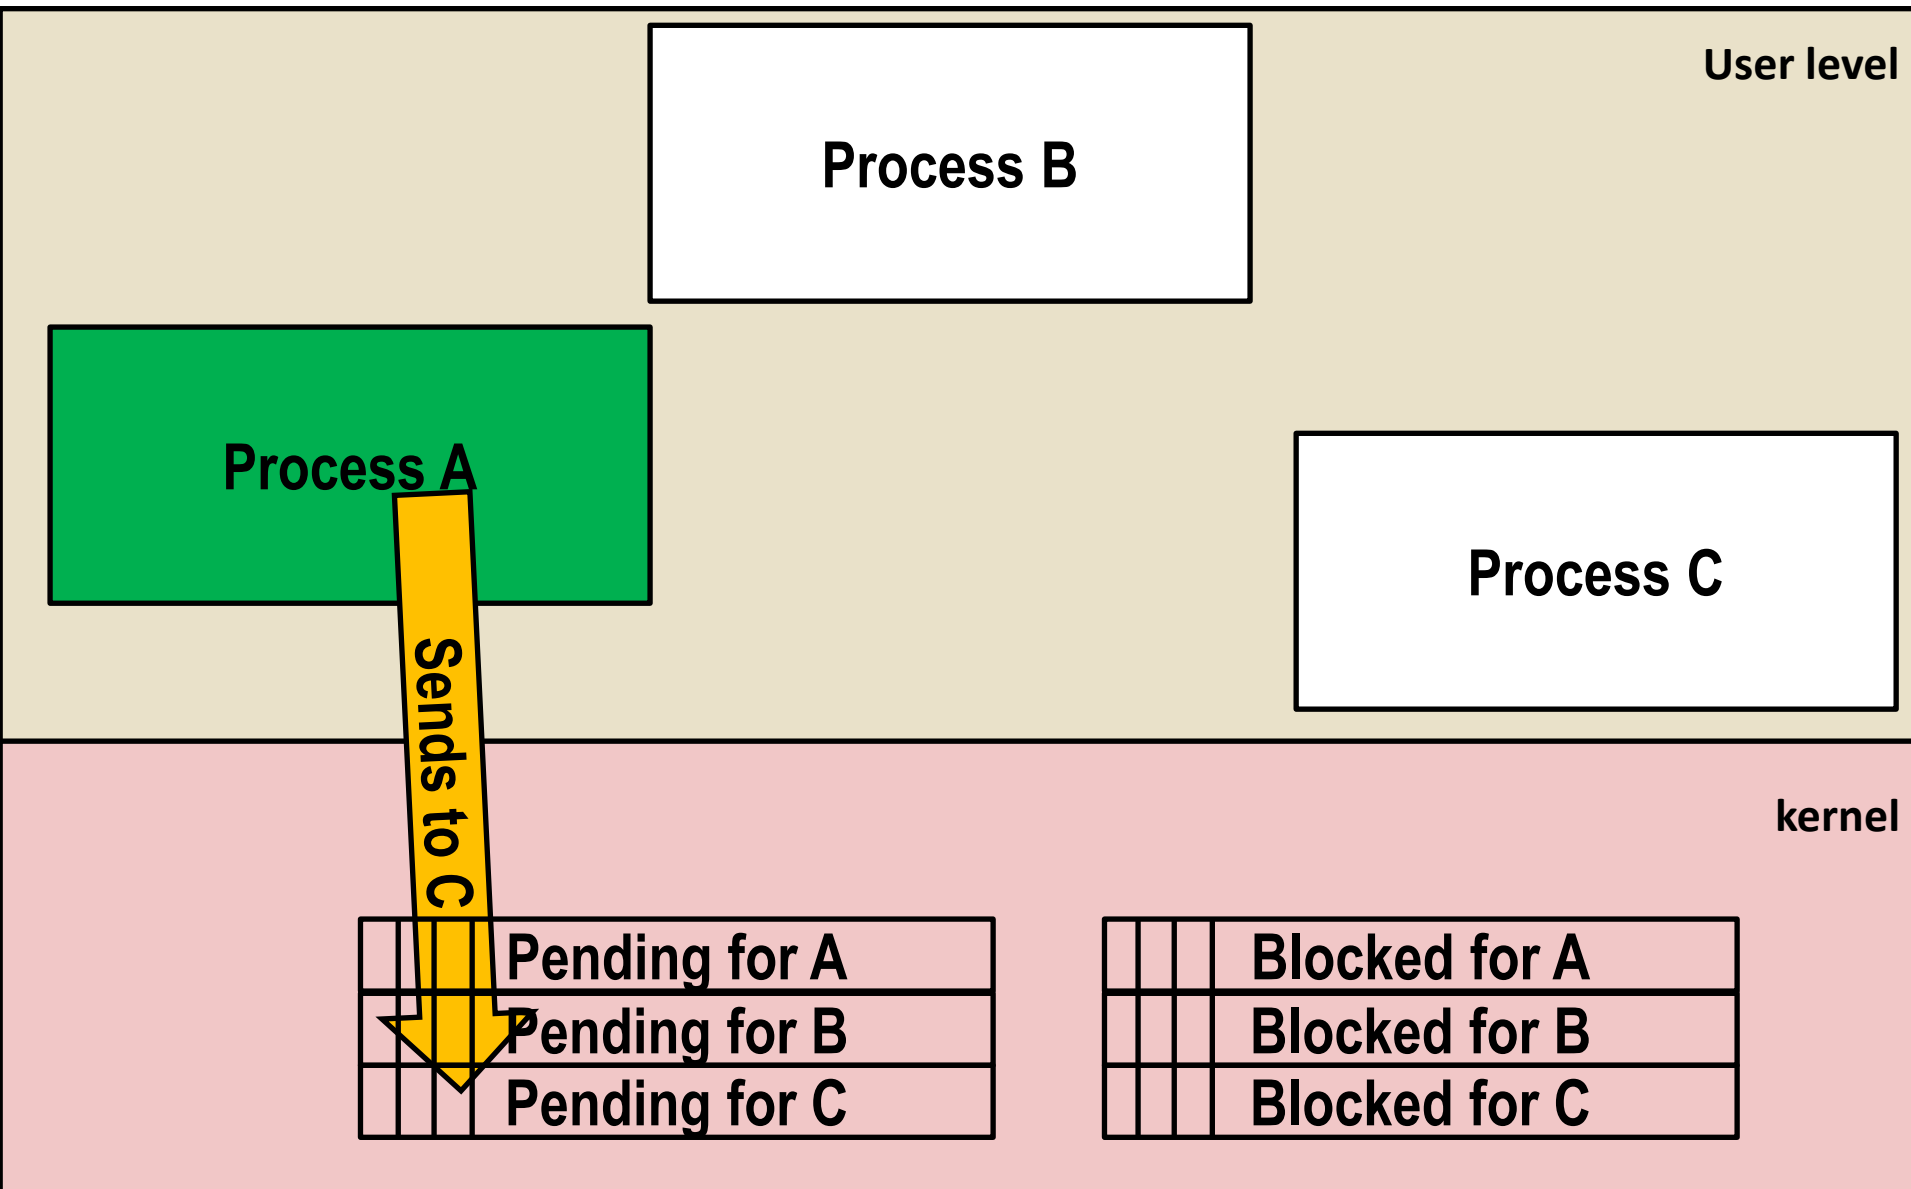 User level
Process B
Process A
Process C
Sends to C
kernel
Pending for A
Blocked for A
Pending for B
Blocked for B
Pending for C
Blocked for C